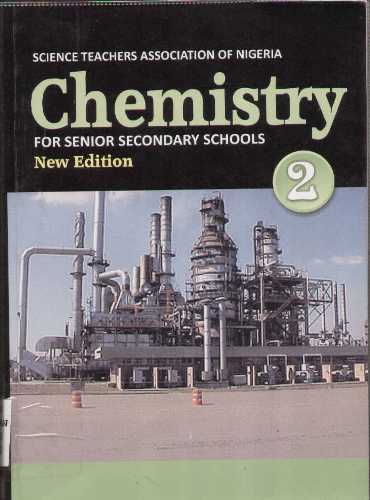 SCIENCE TEACHERS ASSOCIATION OF NIGERIA
Chemistry
FOR SENIOR SECONDARY SCHOOLS
New Edition
2